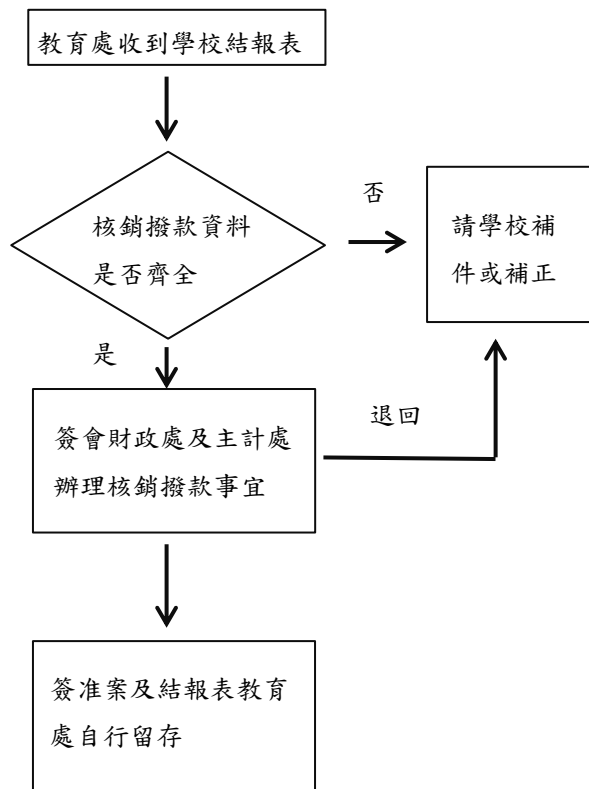 教育處收到學校結報表
核銷撥款資料
是否齊全
否
請學校補
件或補正
是
簽會財政處及主計處
辦理核銷撥款事宜
退回
簽准案及結報表教育
處自行留存